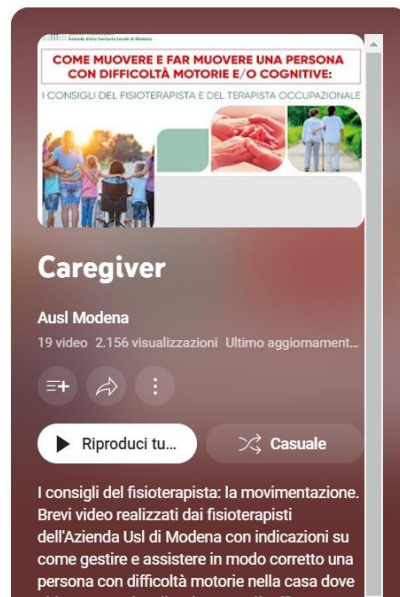 Azienda Unità Sanitaria Locale di Modena
COME MUOVERE E FAR MUOVERE UNA PERSONA
CON DIFFICOLTÀ MOTORIE E/O COGNITIVE:
I CONSIGLI DEL FISIOTERAPISTA E DEL TERAPISTA OCCUPAZIONALE
Caregiver
Ausl Modena
19 video 2.156 visualizzazioni Ultimo aggiornament...
Riproduci tu...
Casuale
I consigli del fisioterapista: la movimentazione.
Brevi video realizzati dai fisioterapisti
dell'Azienda Usl di Modena con indicazioni su
come gestire e assistere in modo corretto una
persona con difficoltà motorie nella casa dove